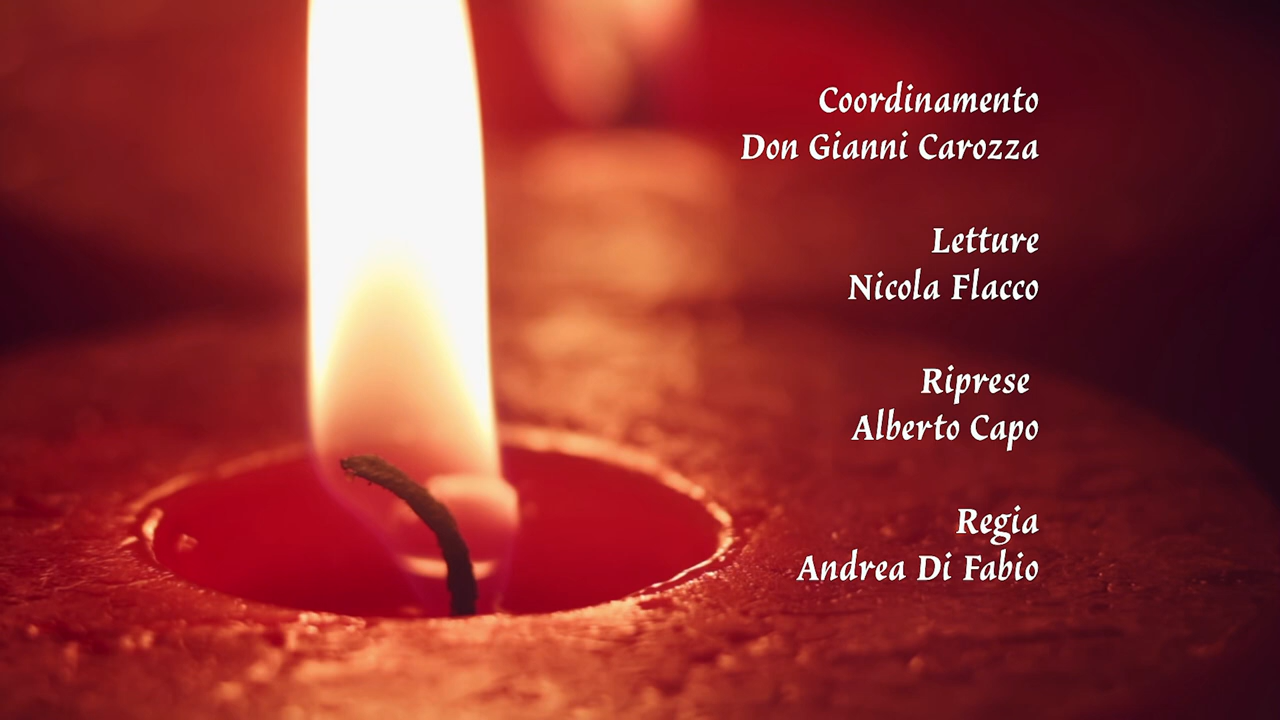 Coordinamento
Don Gianni Carozza
Letture
Nicola Flacco
Riprese
Alberto Capo
Regia
Andrea Di Fabio